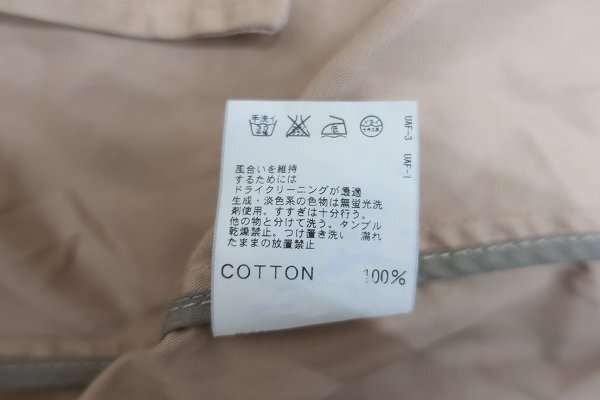 手洗イ
30
ドライ
UAF-3 UAF-1
風合いを維持
するためには
ドライクリーニングが最適
生成・淡色系の色物は無蛍光洗
剤使用。すすぎは十分行う。
他の物と分けて洗う。タンブル
乾燥禁止。つけ置き洗い 濡れ
たままの放置禁止
COTTON 100%